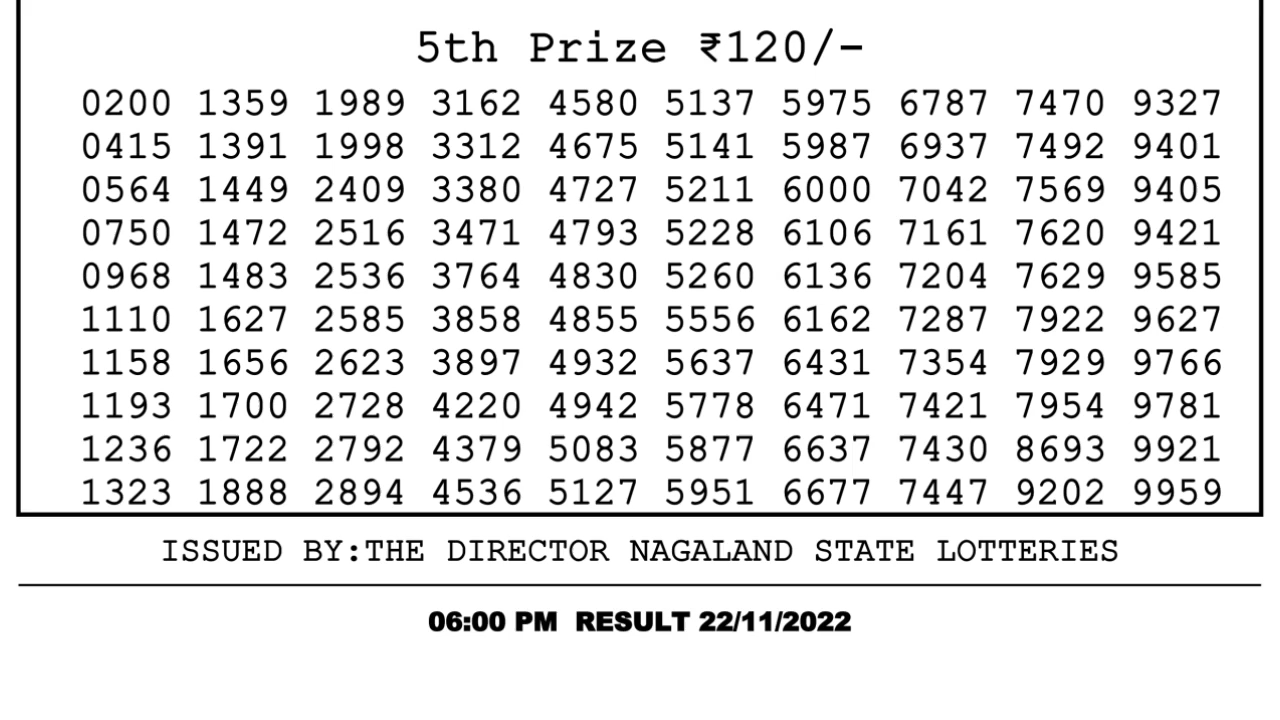 5th Prize ₹120/-
0200 1359 1989 3162 4580 5137 5975 6787 7470 9327
0415 1391 1998 3312 4675 5141 5987 6937 7492 9401
0564 1449 2409 3380 4727 5211 6000 7042 7569 9405
0750 1472 2516 3471 4793 5228 6106 7161 7620 9421
0968 1483 2536 3764 4830 5260 6136 7204 7629 9585
1110 1627 2585 3858 4855 5556 6162 7287 7922 9627
1158 1656 2623 3897 4932 5637 6431 7354 7929 9766
1193 1700 2728 4220 4942 5778 6471 7421 7954 9781
1236 1722 2792 4379 5083 5877 6637 7430 8693 9921
1323 1888 2894 4536 5127 5951 6677 7447 9202 9959
ISSUED BY:THE DIRECTOR NAGALAND STATE LOTTERIES
06:00 PM RESULT 22/11/2022